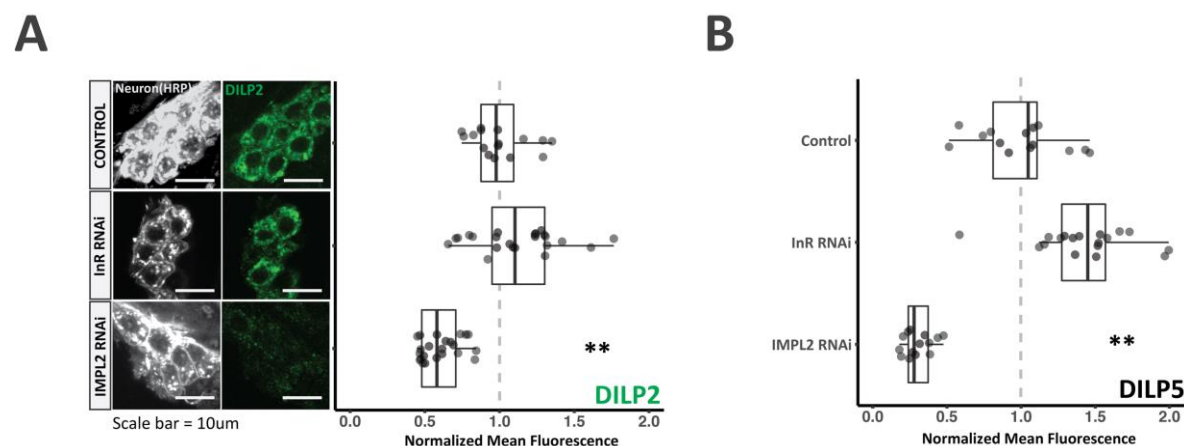 A
B
Neuron(HRP)
DILP2
CONTROL
InR RNAi
IMPL2 RNAi
Scale bar = 10um
**
DILP2
0.0 0.5 1.0 1.5 2.0
Normalized Mean Fluorescence
Control
InR RNAi
IMPL2 RNAi
**
DILP5
0.0 0.5 1.0 1.5 2.0
Normalized Mean Fluorescence